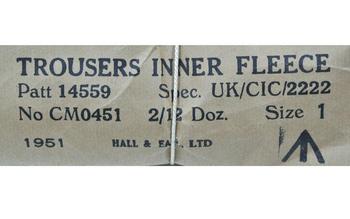 TROUSERS INNER FLEECE
Patt 14559 Spec. UK/CIC/2222
No CM0451 2/12 Doz. Size 1
1951 HALL & LTD